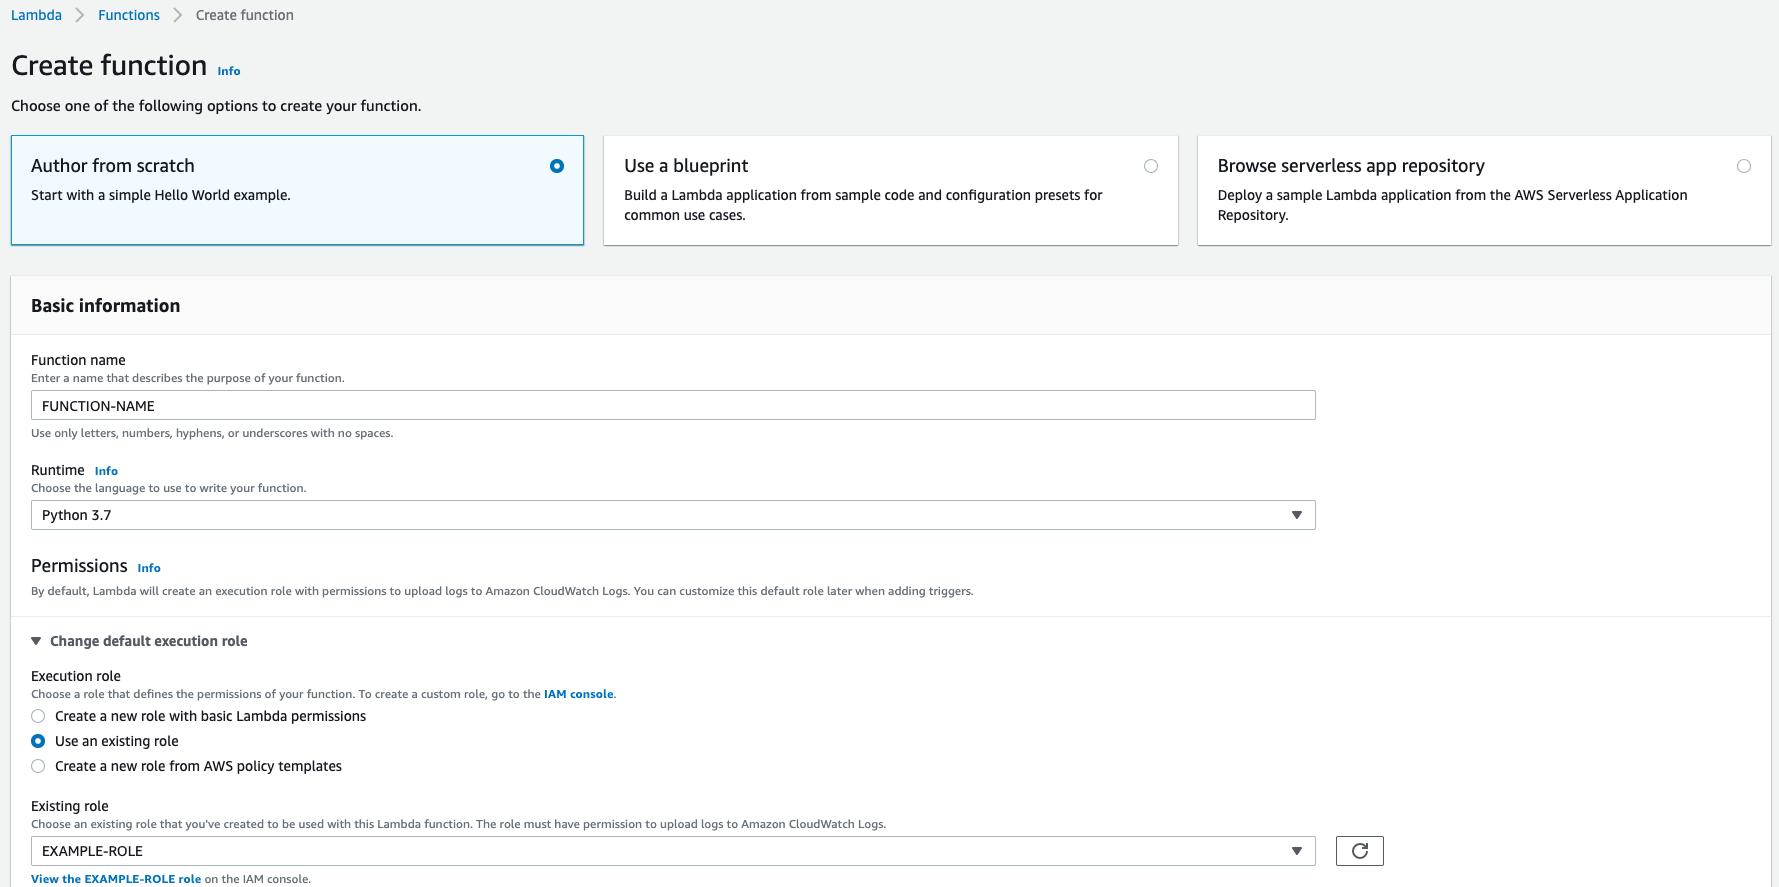 Lambda > Functions > Create function
Create function Info
Choose one of the following options to create your function.
Author from scratch
Start with a simple Hello World example.
Use a blueprint
Build a Lambda application from sample code and configuration presets for
common use cases.
Browse serverless app repository
Deploy a sample Lambda application from the AWS Serverless Application
Repository.
Basic information
Function name
Enter a name that describes the purpose of your function.
FUNCTION-NAME
Use only letters, numbers, hyphens, or underscores with no spaces.
Runtime Info
Choose the language to use to write your function.
Python 3.7
Permissions Info
By default, Lambda will create an execution role with permissions to upload logs to Amazon CloudWatch Logs. You can customize this default role later when adding triggers.
Change default execution role
Execution role
Choose a role that defines the permissions of your function. To create a custom role, go to the IAM console.
Create a new role with basic Lambda permissions
Use an existing role
Create a new role from AWS policy templates
Existing role
Choose an existing role that you've created to be used with this Lambda function. The role must have permission to upload logs to Amazon CloudWatch Logs.
EXAMPLE-ROLE
View the EXAMPLE-ROLE role on the IAM console.